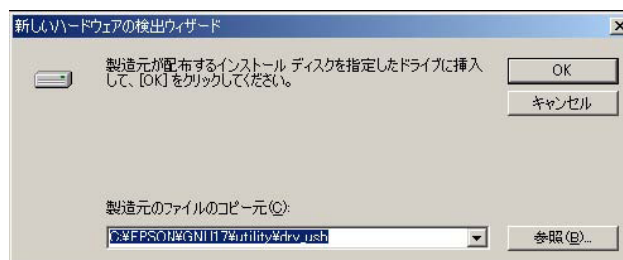 新しいハードウェアの検出ウィザード
製造元が配布するインストール ディスクを指定したドライブに挿入
して、[OK] をクリックしてください。
OK
キャンセル
製造元のファイルのコピー元(C):
C:¥EPSON¥GNU17¥utility¥drv_usb
参照(B)...